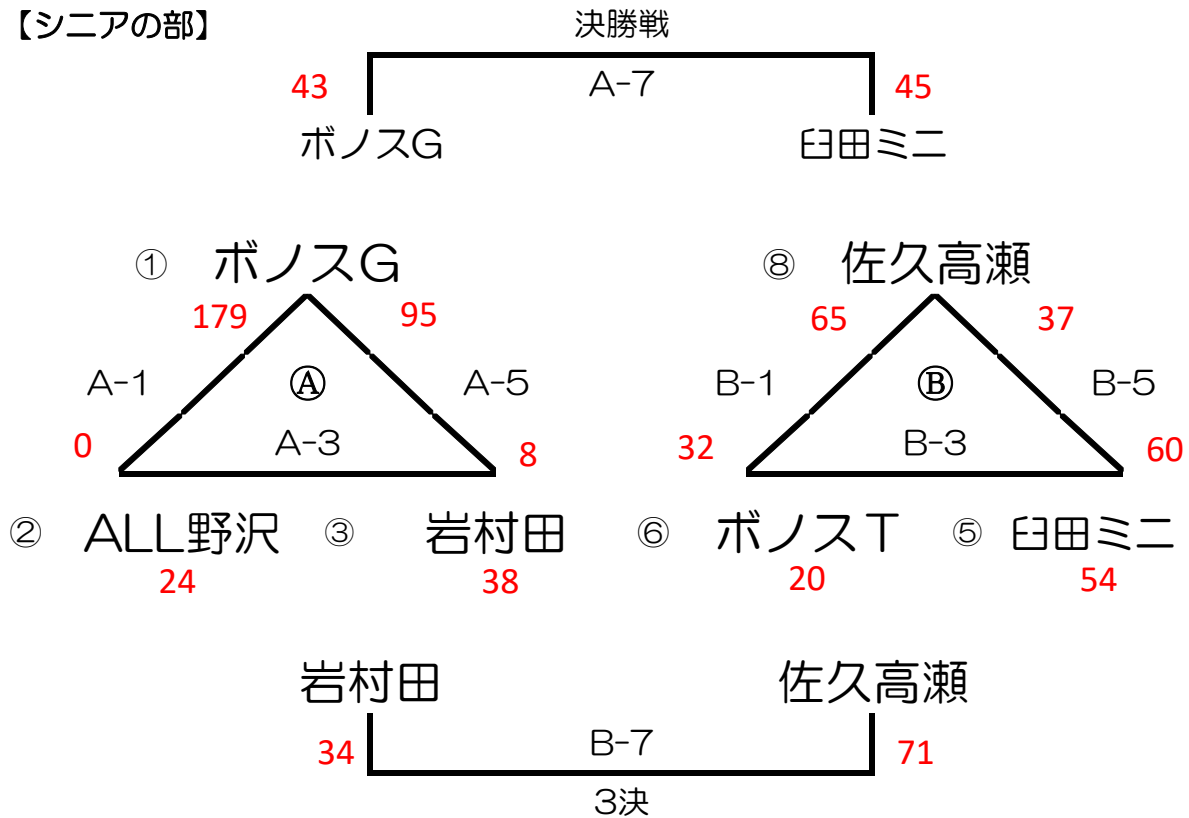 【シニアの部】
決勝戦
43 A-7 45
ボノスG 臼田ミニ
① ボノスG ⑧ 佐久高瀬
179 95 65 37
A-1 Ⓐ A-5 B-1 Ⓑ B-5
0 A-3 8 32 B-3 60
② ALL野沢 ③ 岩村田 ⑥ ボノスT ⑤ 臼田ミニ
24 38 20 54
岩村田 佐久高瀬
34 B-7 71
3決